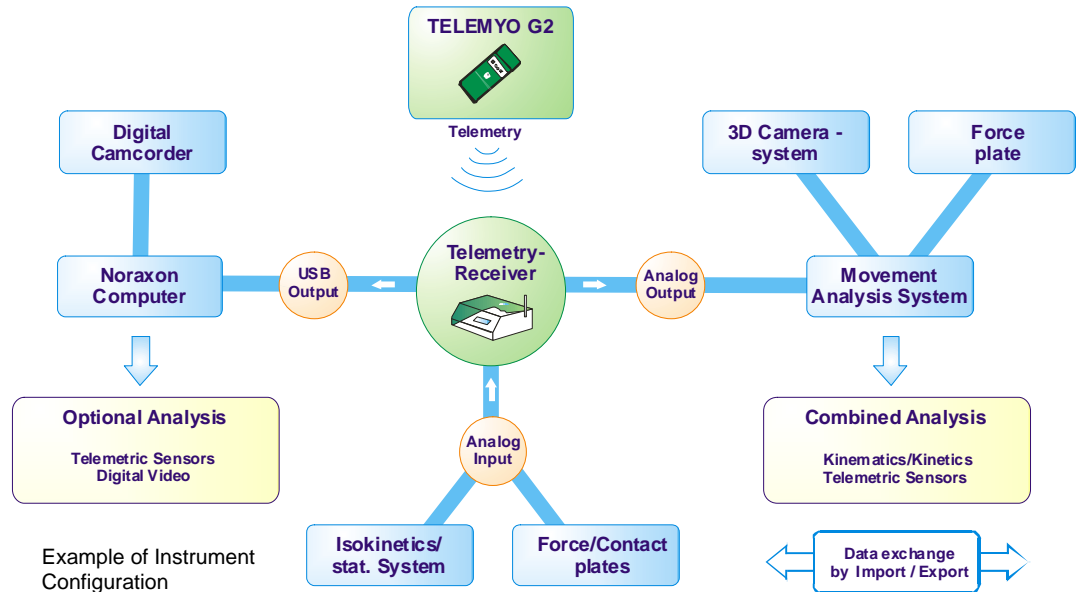 TELEMYO G2
Telemetry
Digital
Camcorder
3D Camera -
system
Force
plate
Noraxon
Computer
USB
Output
Telemetry-
Receiver
Analog
Output
Movement
Analysis System
Optional Analysis
Telemetric Sensors
Digital Video
Analog
Input
Combined Analysis
Kinematics/Kinetics
Telemetric Sensors
Isokinetics/
stat. System
Force/Contact
plates
Example of Instrument
Configuration
Data exchange
by Import / Export